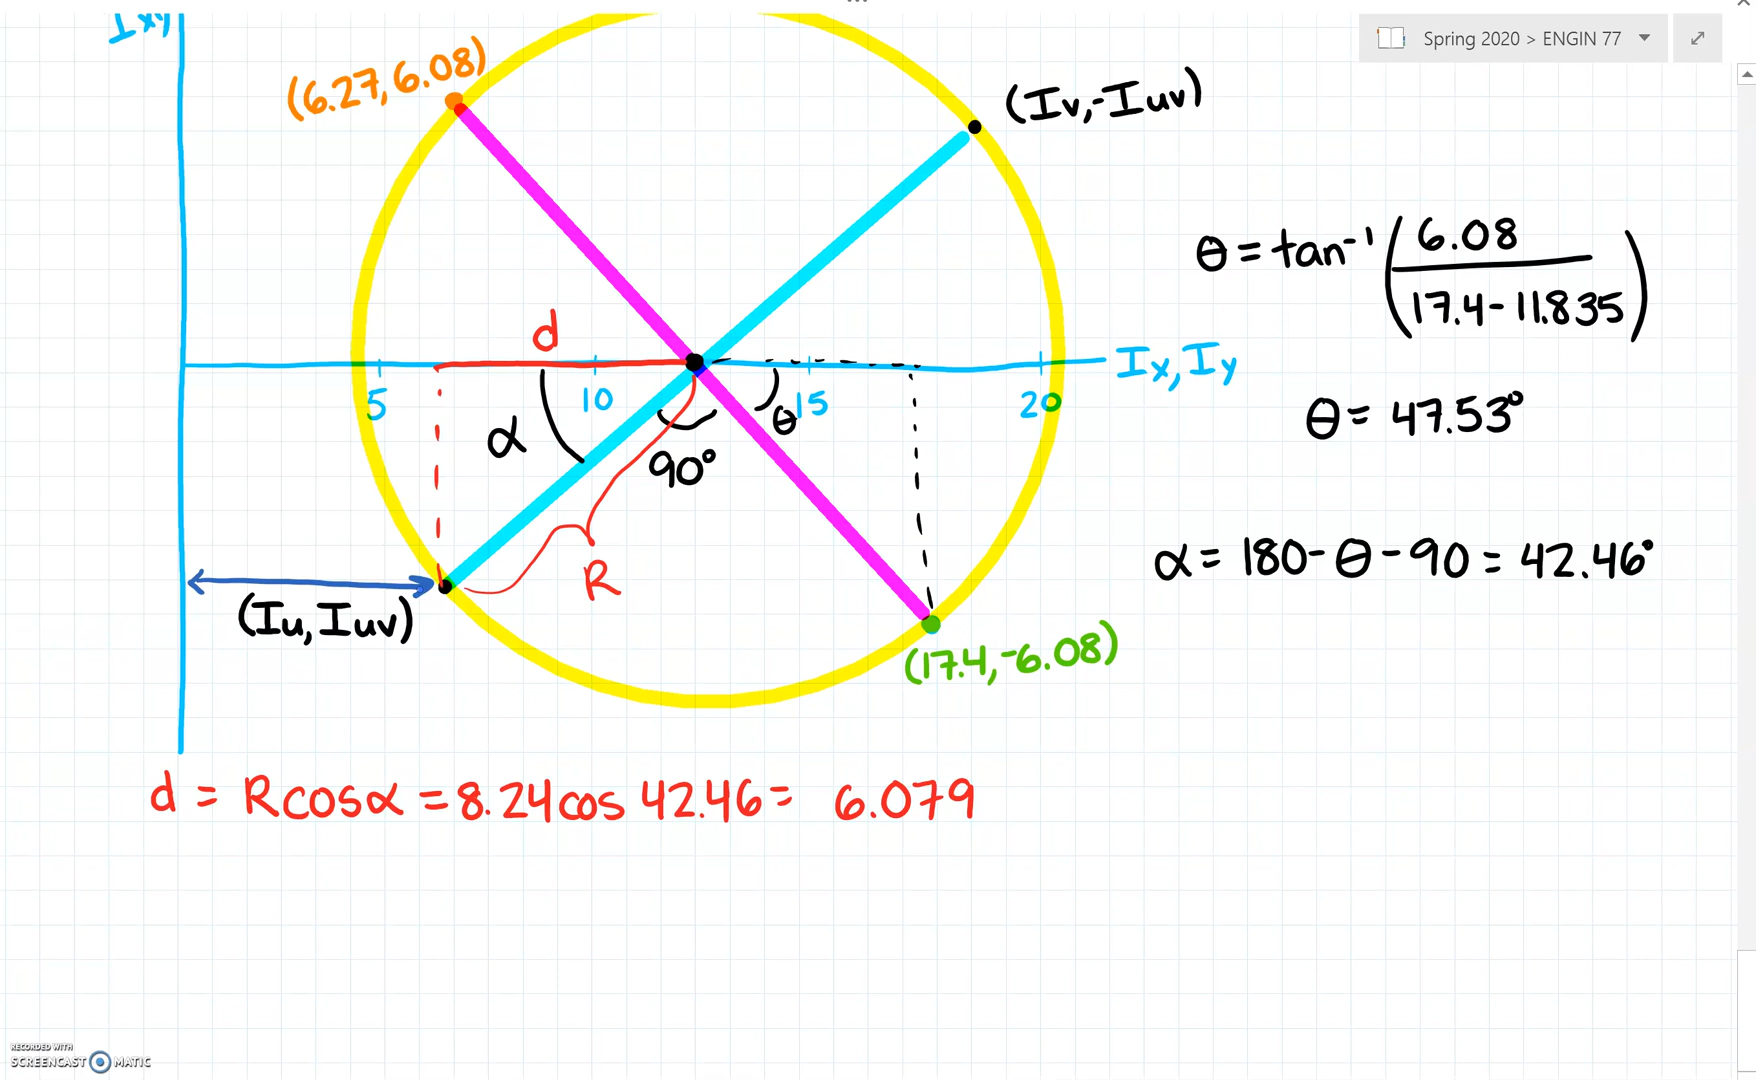 Spring 2020 > ENGIN 77
Ixy
(6.27, 6.08)
(Iv, -Iuv)
θ = tan⁻¹ (6.08 / 17.4 - 11.835)
d
Ix, Iy
5
10
15
20
θ = 47.53°
α
θ
90°
α = 180 - θ - 90 = 42.46°
R
(Iu, Iuv)
(17.4, -6.08)
d = R cos α = 8.24 cos 42.46 = 6.079
RECORDED WITH
SCREENCAST MATIC